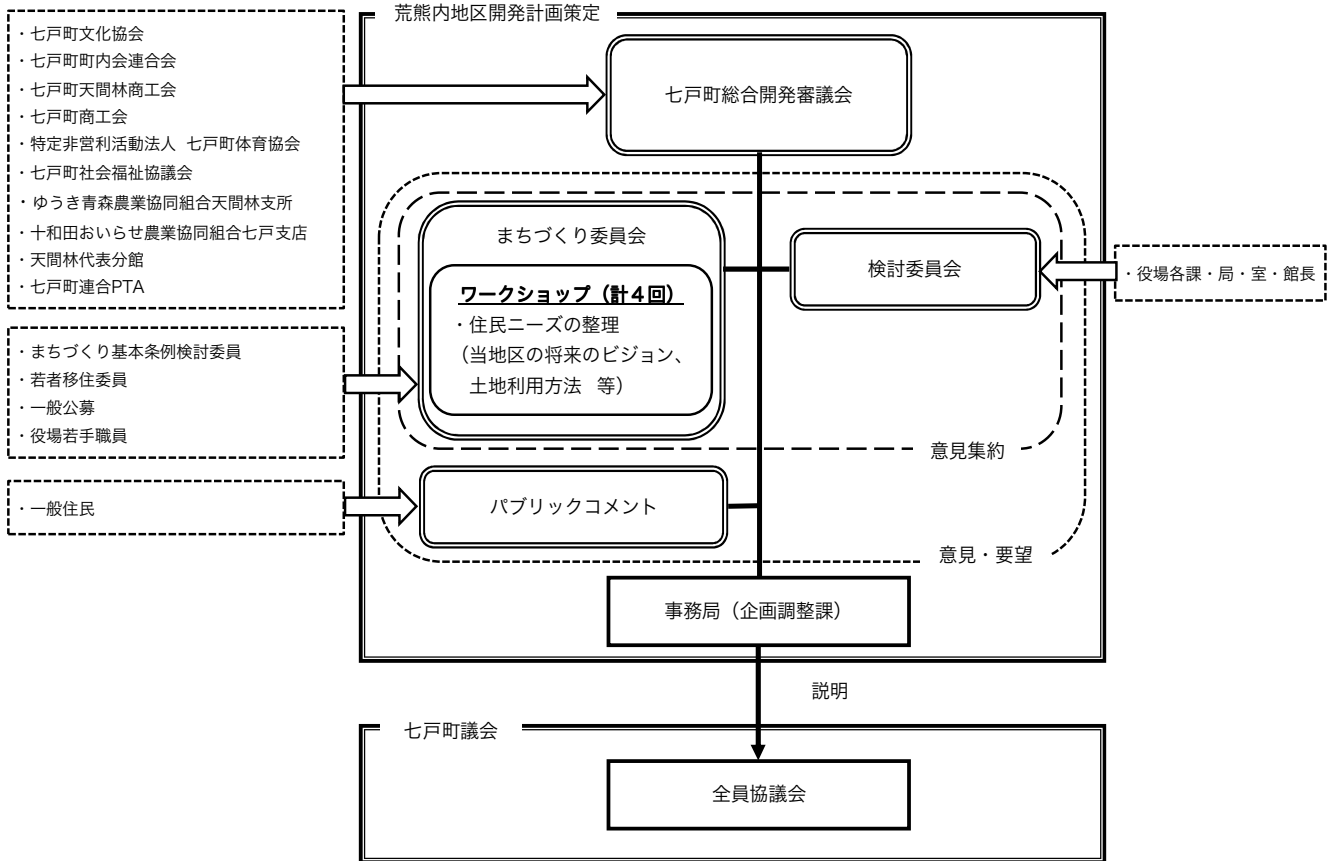 荒熊内地区開発計画策定
・七戸町文化協会
・七戸町町内会連合会
・七戸町天間林商工会
・七戸町商工会
・特定非営利活動法人 七戸町体育協会
・七戸町社会福祉協議会
・ゆうき青森農業協同組合天間林支所
・十和田おいらせ農業協同組合七戸支店
・天間林代表分館
・七戸町連合PTA
七戸町総合開発審議会
まちづくり委員会
ワークショップ（計４回）
・住民ニーズの整理
（当地区の将来のビジョン、
土地利用方法 等）
検討委員会
・役場各課・局・室・館長
・まちづくり基本条例検討委員
・若者移住委員
・一般公募
・役場若手職員
意見集約
・一般住民
パブリックコメント
意見・要望
事務局（企画調整課）
説明
七戸町議会
全員協議会